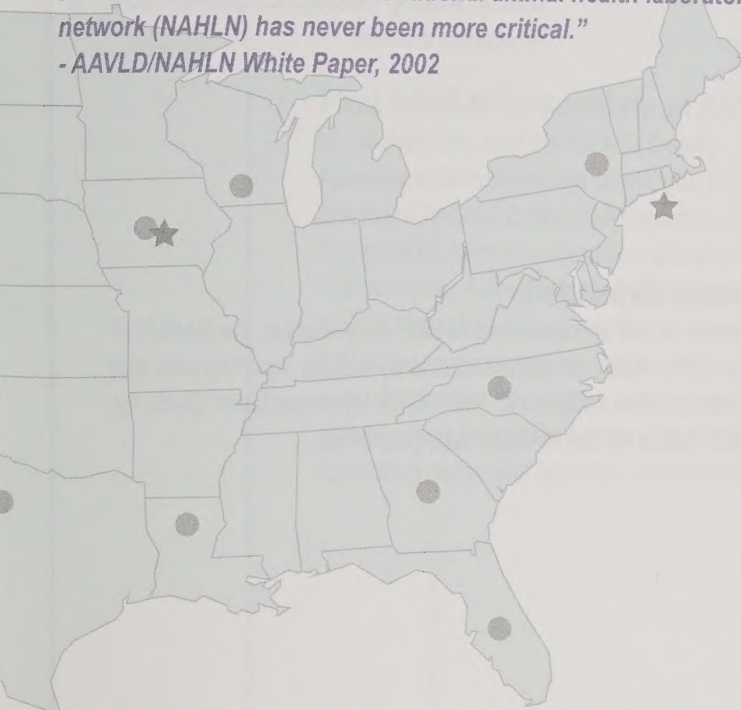 network (NAHLN) has never been more critical.”
- AAVLD/NAHLN White Paper, 2002